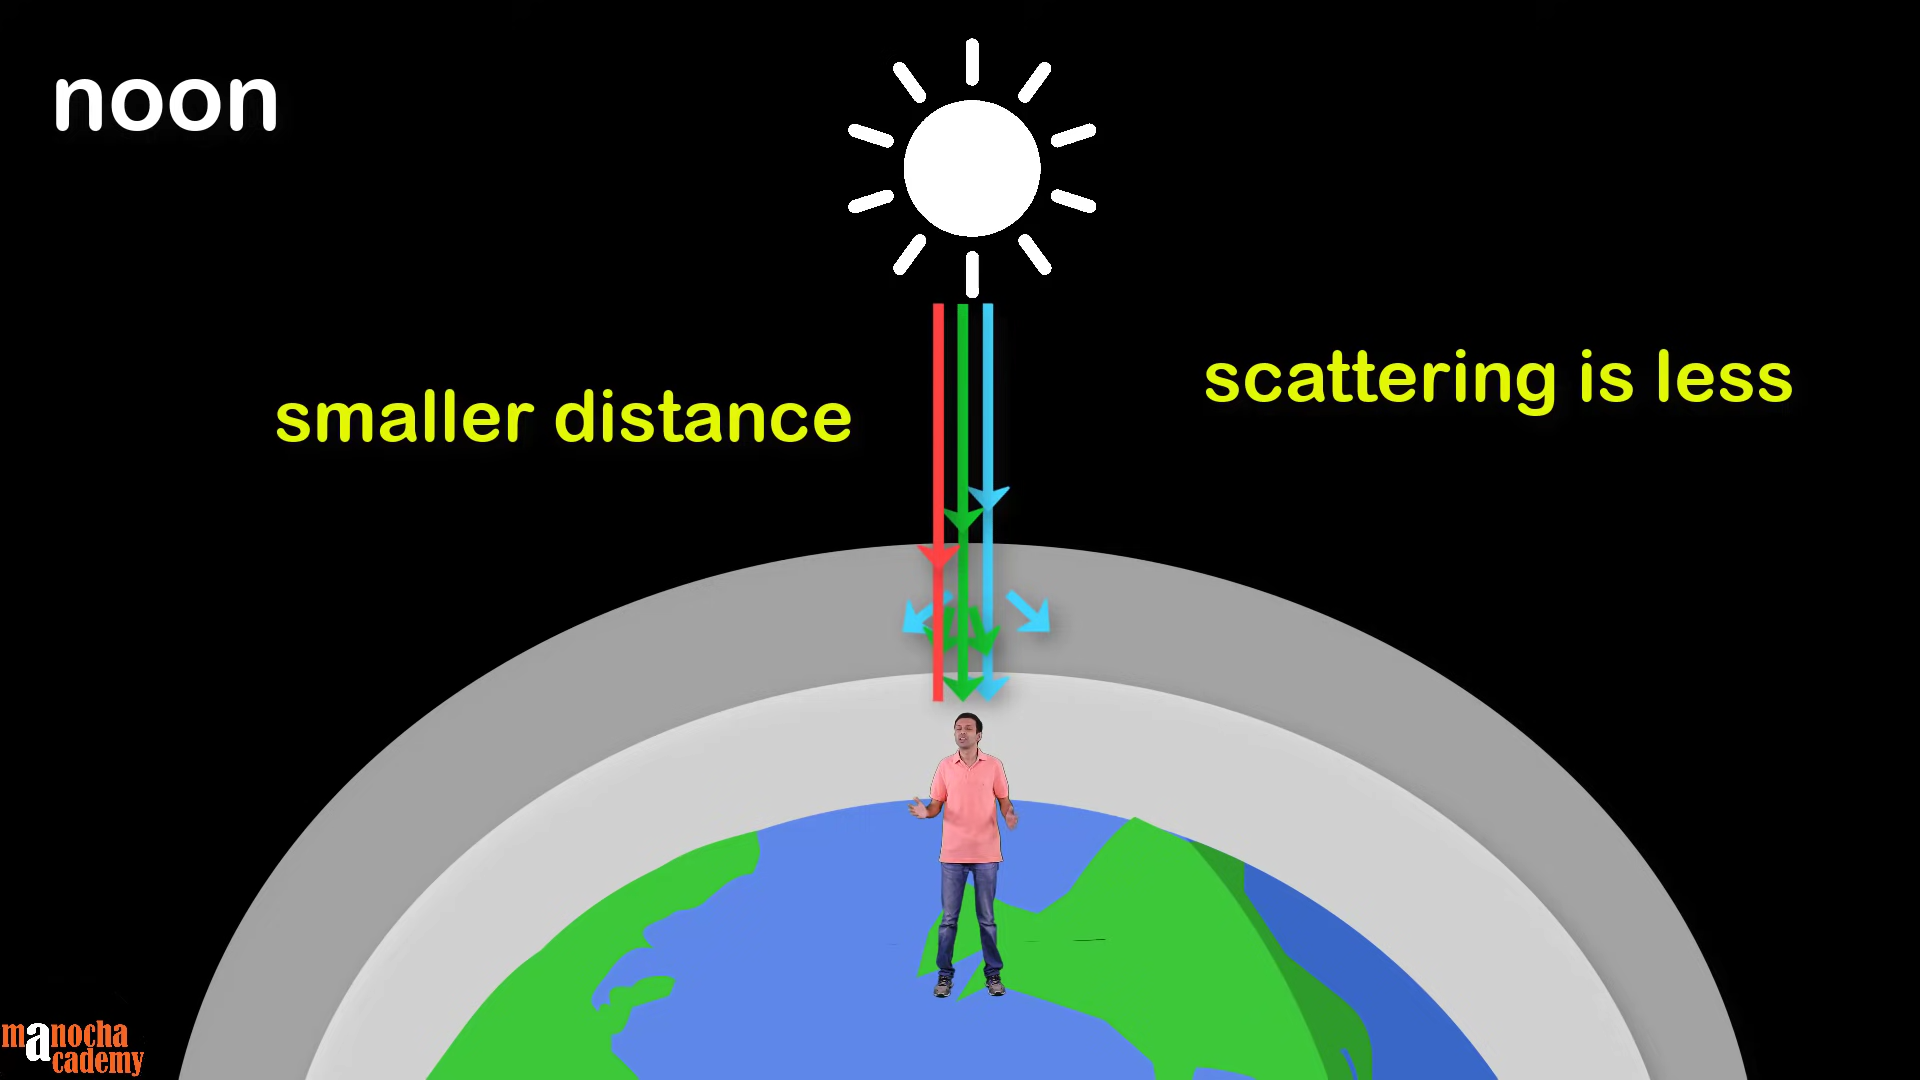 noon
smaller distance
scattering is less
manocha
academy